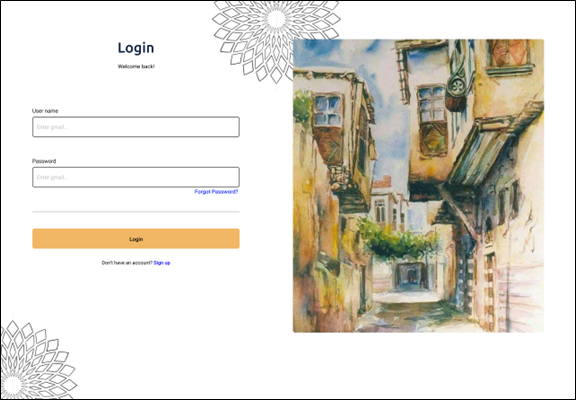 Login
Welcome back!
User name
Enter gmail...
Password
Enter gmail...
Forgot Password?
Login
Don't have an account? Sign up